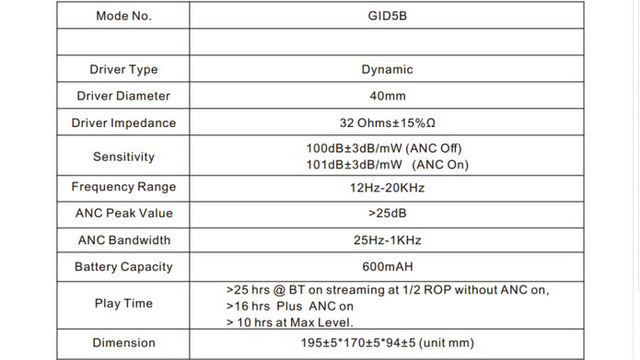 Mode No. GID5B
Driver Type Dynamic
Driver Diameter 40mm
Driver Impedance 32 Ohms±15%Ω
Sensitivity 100dB±3dB/mW (ANC Off)
101dB±3dB/mW (ANC On)
Frequency Range 12Hz-20KHz
ANC Peak Value >25dB
ANC Bandwidth 25Hz-1KHz
Battery Capacity 600mAH
Play Time >25 hrs @ BT on streaming at 1/2 ROP without ANC on,
>16 hrs Plus ANC on
> 10 hrs at Max Level.
Dimension 195±5*170±5*94±5 (unit mm)